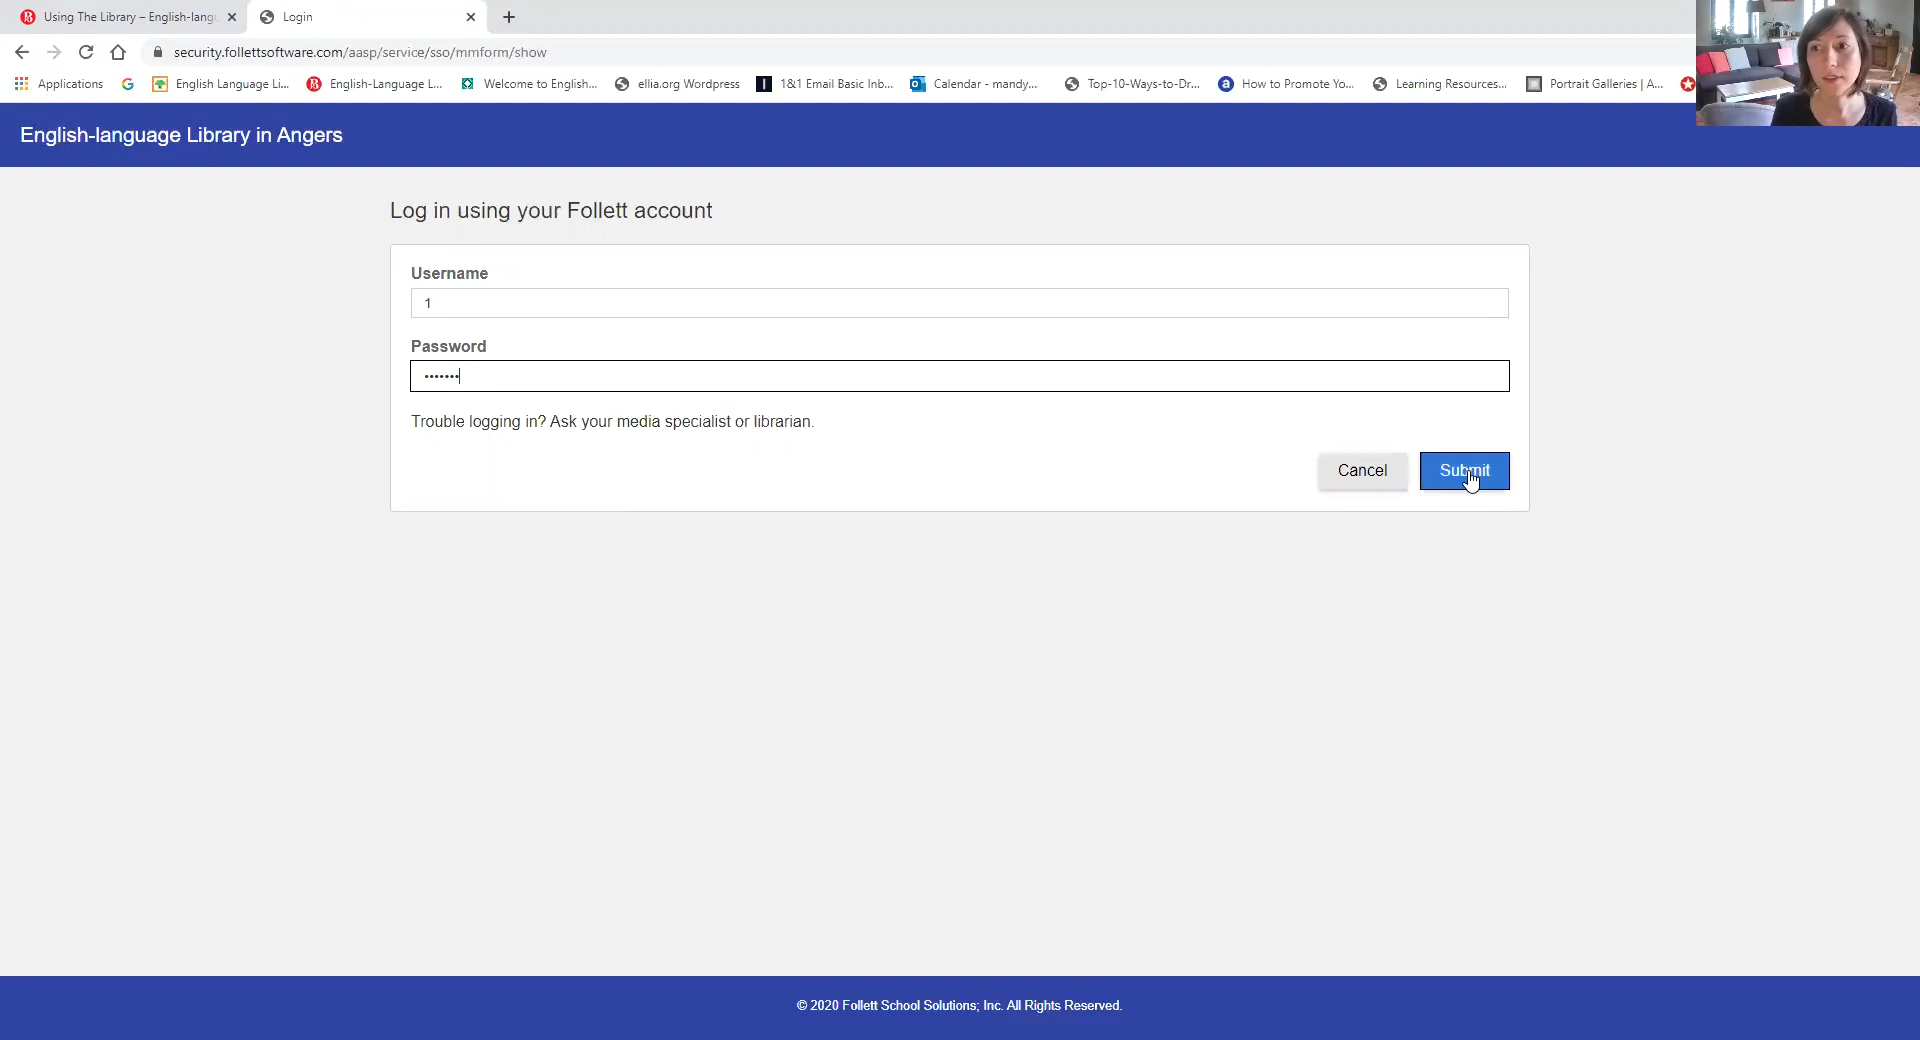 Using The Library – English-lang
Login
security.follettsoftware.com/aasp/service/sso/mmform/show
Applications
English Language Li...
English-Language L...
Welcome to English...
ellia.org Wordpress
1&1 Email Basic Inb...
Calendar - mandy,...
Top-10-Ways-to-Dr...
How to Promote Yo...
Learning Resources...
Portrait Galleries | A...
English-language Library in Angers
Log in using your Follett account
Username
1
Password
•••••••
Trouble logging in? Ask your media specialist or librarian.
Cancel
Submit
© 2020 Follett School Solutions; Inc. All Rights Reserved.